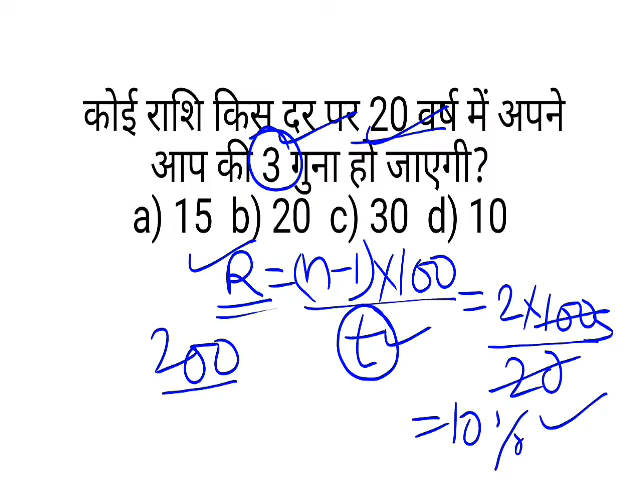 कोई राशि किस दर पर 20 वर्ष में अपने
आप की 3 गुना हो जाएगी?
a) 15 b) 20 c) 30 d) 10
R = (n-1)×100 / t = 2×100 / 20
200
= 10%